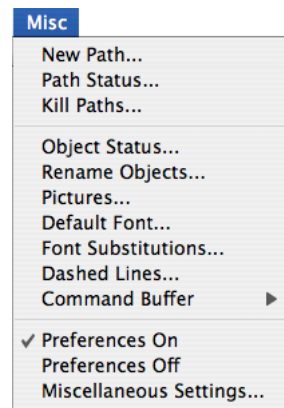 Misc
New Path...
Path Status...
Kill Paths...
Object Status...
Rename Objects...
Pictures...
Default Font...
Font Substitutions...
Dashed Lines...
Command Buffer
Preferences On
Preferences Off
Miscellaneous Settings...